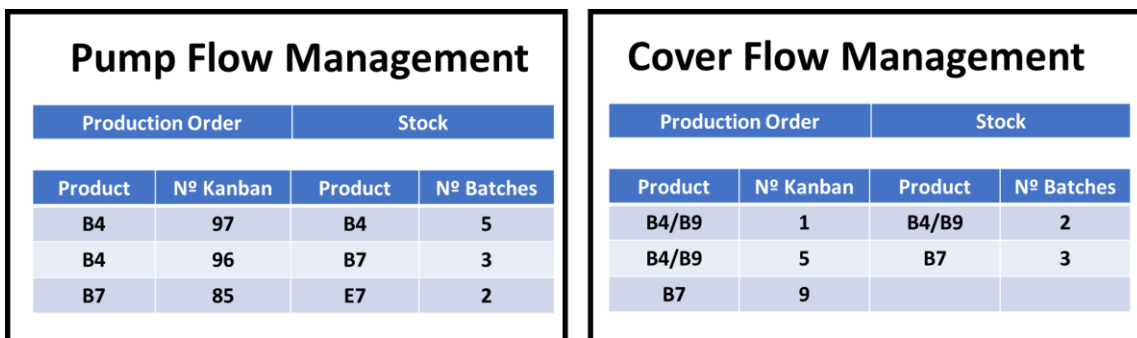 Pump Flow Management
Production Order Stock
Product Nº Kanban Product Nº Batches
B4 97 B4 5
B4 96 B7 3
B7 85 E7 2
Cover Flow Management
Production Order Stock
Product Nº Kanban Product Nº Batches
B4/B9 1 B4/B9 2
B4/B9 5 B7 3
B7 9